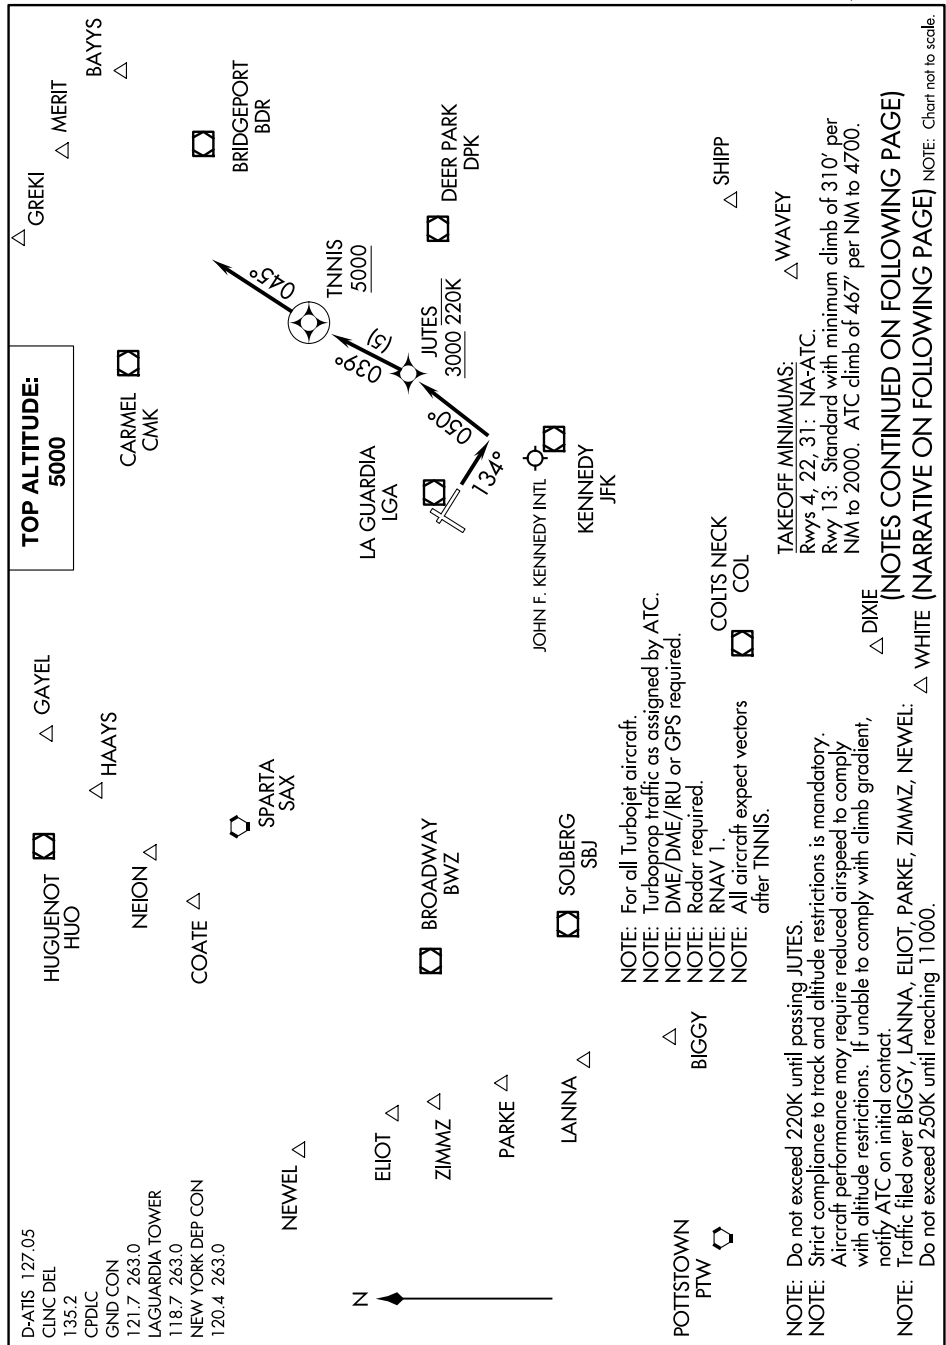 D-ATIS 127.05
CLNC DEL
135.2
CPDLC
GND CON
121.7 263.0
LAGUARDIA TOWER
118.7 263.0
NEW YORK DEP CON
120.4 263.0
TOP ALTITUDE:
5000
GREKI
MERIT
BAYYS
BRIDGEPORT
BDR
CARMEL
CMK
GAYEL
HAAYS
HUGUENOT
HUO
NEION
COATE
SPARTA
SAX
045°
TNNIS
5000
(5)
039°
JUTES
3000 220K
050°
134°
DEER PARK
DPK
LA GUARDIA
LGA
JOHN F. KENNEDY INTL
KENNEDY
JFK
NEWEL
ELIOT
ZIMMZ
PARKE
LANNA
BIGGY
BROADWAY
BWZ
SOLBERG
SBJ
N
POTTSTOWN
PTW
COLTS NECK
COL
SHIPP
WAVEY
DIXIE
WHITE
NOTE: For all Turbojet aircraft.
NOTE: Turboprop traffic as assigned by ATC.
NOTE: DME/DME/IRU or GPS required.
NOTE: Radar required.
NOTE: RNAV 1.
NOTE: All aircraft expect vectors
after TNNIS.
TAKEOFF MINIMUMS:
Rwys 4, 22, 31: NA-ATC.
Rwy 13: Standard with minimum climb of 310' per
NM to 2000. ATC climb of 467' per NM to 4700.
NOTE: Do not exceed 220K until passing JUTES.
NOTE: Strict compliance to track and altitude restrictions is mandatory.
Aircraft performance may require reduced airspeed to comply
with altitude restrictions. If unable to comply with climb gradient,
notify ATC on initial contact.
NOTE: Traffic filed over BIGGY, LANNA, ELIOT, PARKE, ZIMMZ, NEWEL:
Do not exceed 250K until reaching 11000.
(NOTES CONTINUED ON FOLLOWING PAGE)
(NARRATIVE ON FOLLOWING PAGE)
NOTE: Chart not to scale.